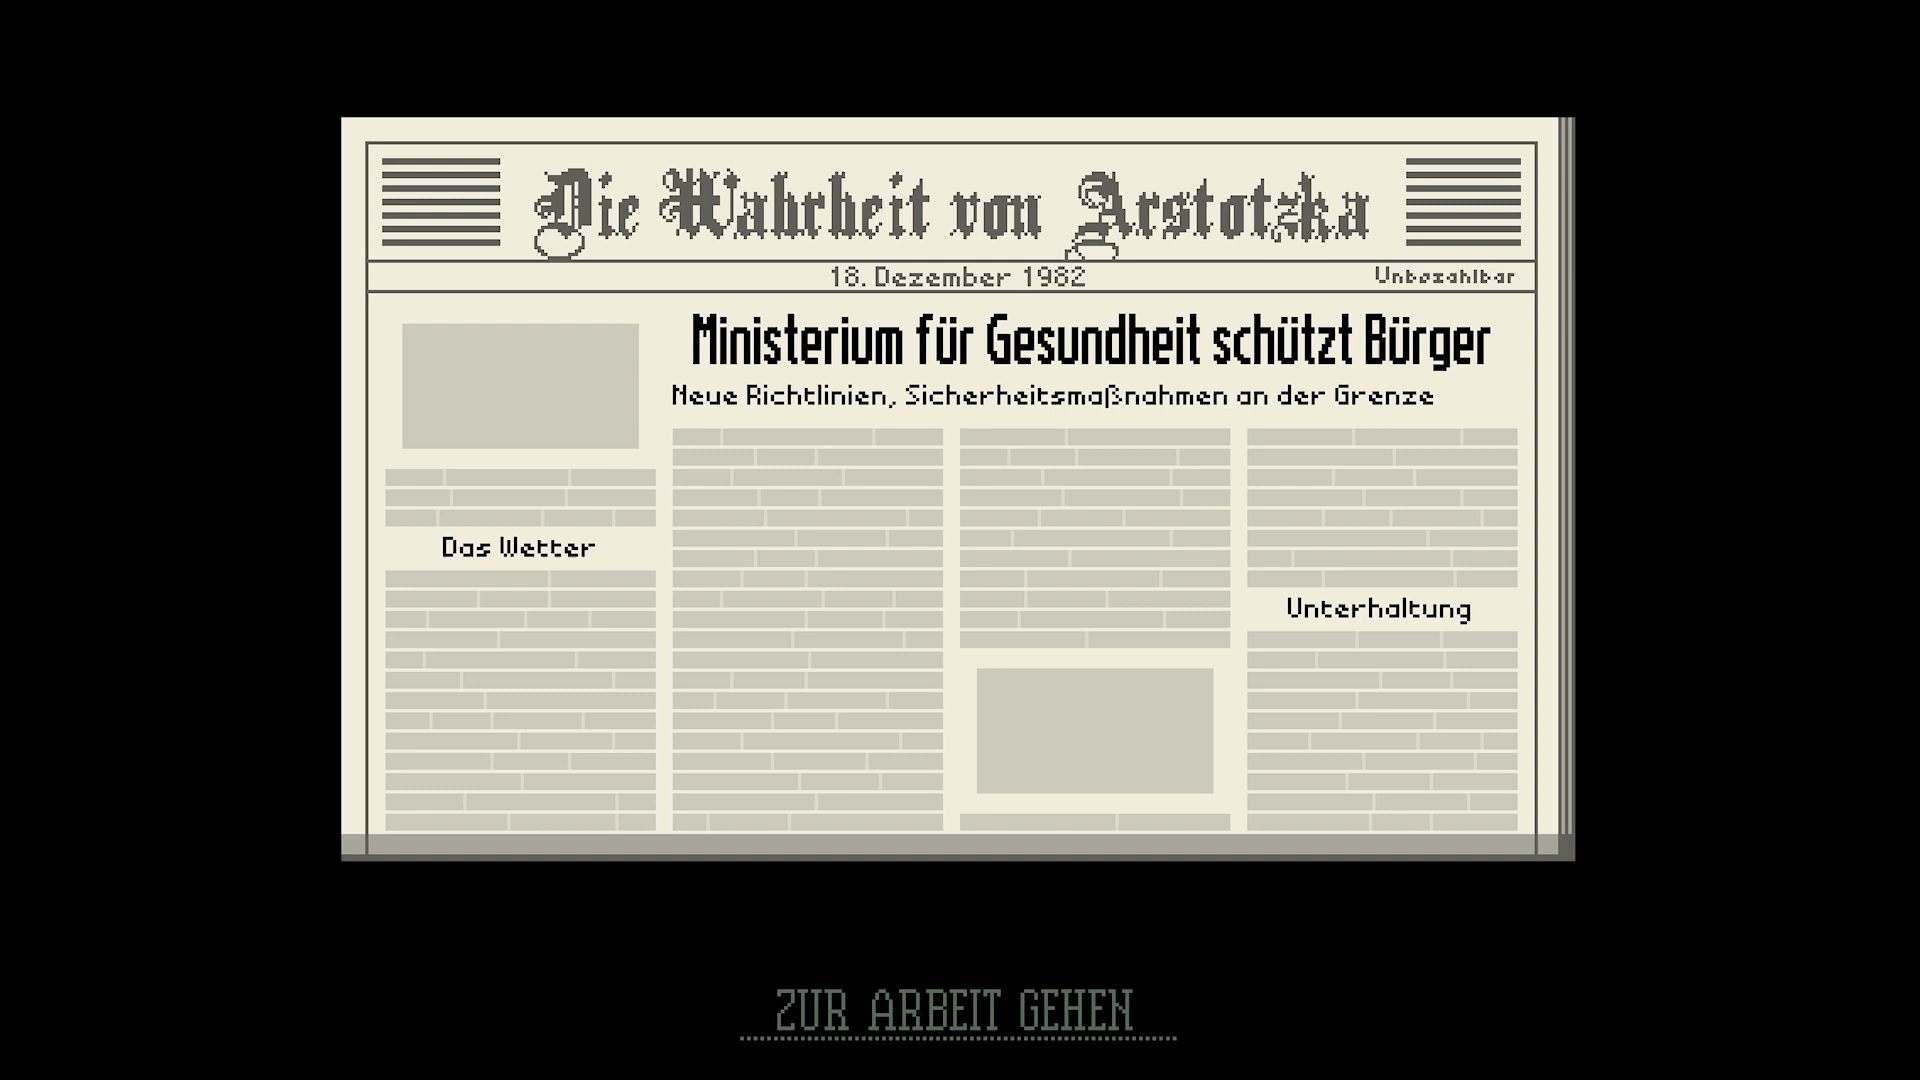 Die Wahrheit von Arstotzka
18. Dezember 1982
Unbezahlbar
Ministerium für Gesundheit schützt Bürger
Neue Richtlinien, Sicherheitsmaßnahmen an der Grenze
Das Wetter
Unterhaltung
ZUR ARBEIT GEHEN